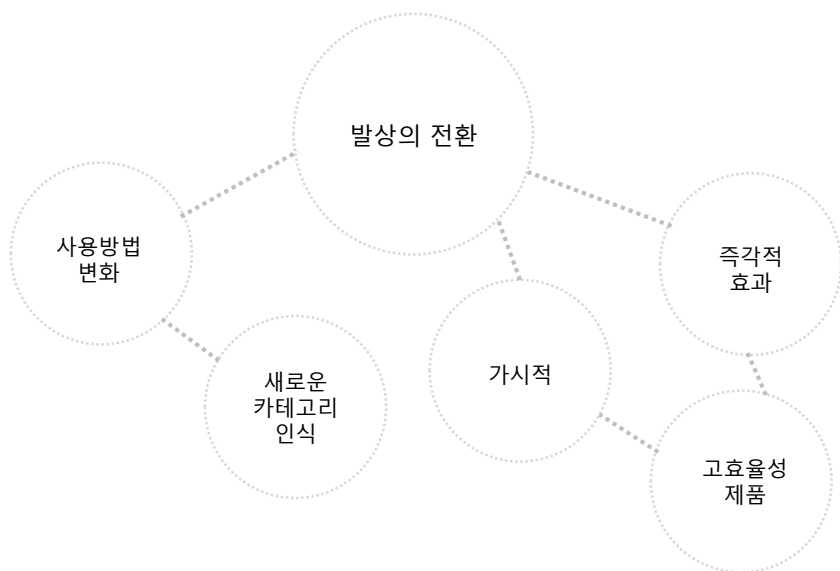 발상의 전환
사용방법
변화
즉각적
효과
새로운
카테고리
인식
가시적
고효율성
제품